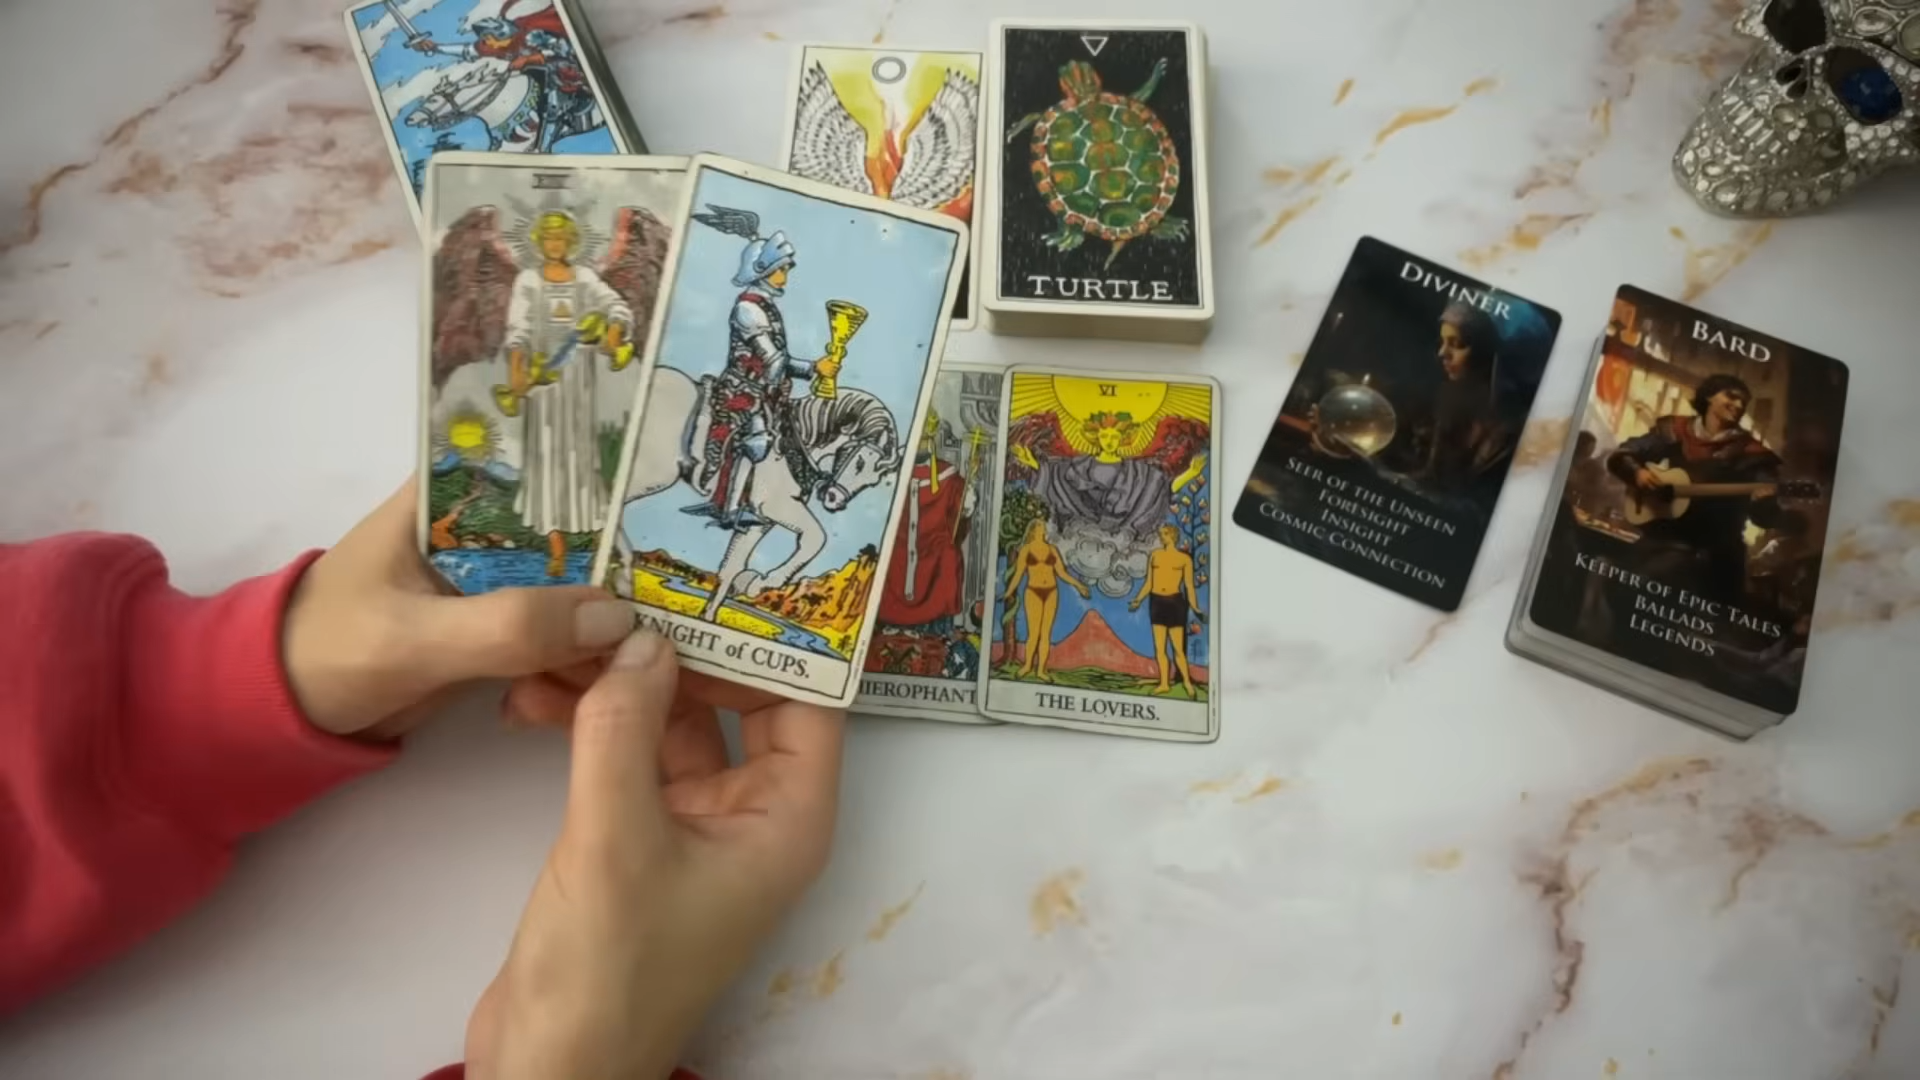 TURTLE
KNIGHT of CUPS.
HIEROPHANT
VI
THE LOVERS.
DIVINER
SEER OF THE UNSEEN
FORESIGHT
INSIGHT
COSMIC CONNECTION
BARD
KEEPER OF EPIC TALES
BALLADS
LEGENDS